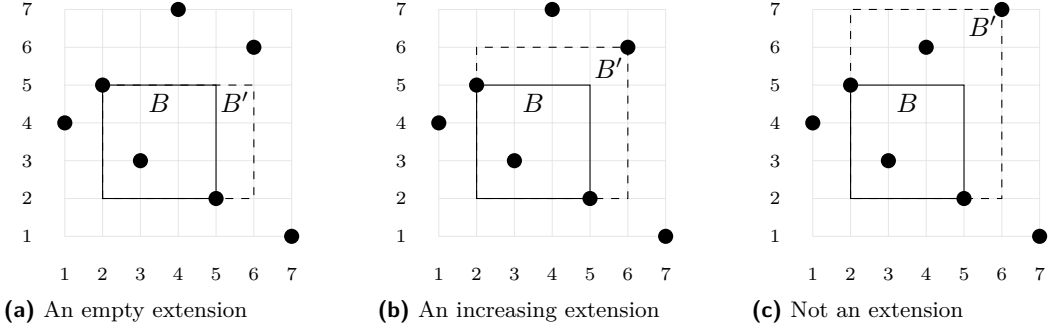 7 7 7
6 6 6 B′
B′
5 5 5
B B′ B B
4 4 4
3 3 3
2 2 2
1 1 1
1 2 3 4 5 6 7 1 2 3 4 5 6 7 1 2 3 4 5 6 7
(a) An empty extension (b) An increasing extension (c) Not an extension